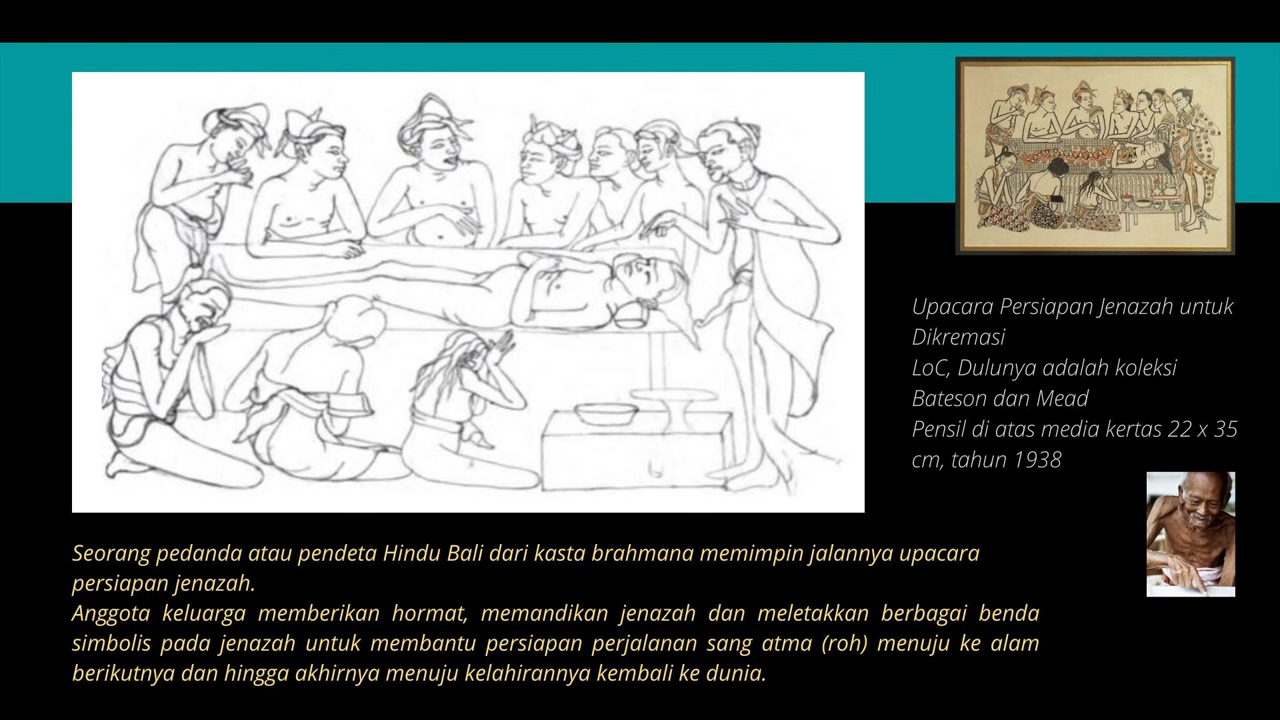 Upacara Persiapan Jenazah untuk
Dikremasi
LoC, Dulunya adalah koleksi
Bateson dan Mead
Pensil di atas media kertas 22 x 35
cm, tahun 1938
Seorang pedanda atau pendeta Hindu Bali dari kasta brahmana memimpin jalannya upacara
persiapan jenazah.
Anggota keluarga memberikan hormat, memandikan jenazah dan meletakkan berbagai benda
simbolis pada jenazah untuk membantu persiapan perjalanan sang atma (roh) menuju ke alam
berikutnya dan hingga akhirnya menuju kelahirannya kembali ke dunia.